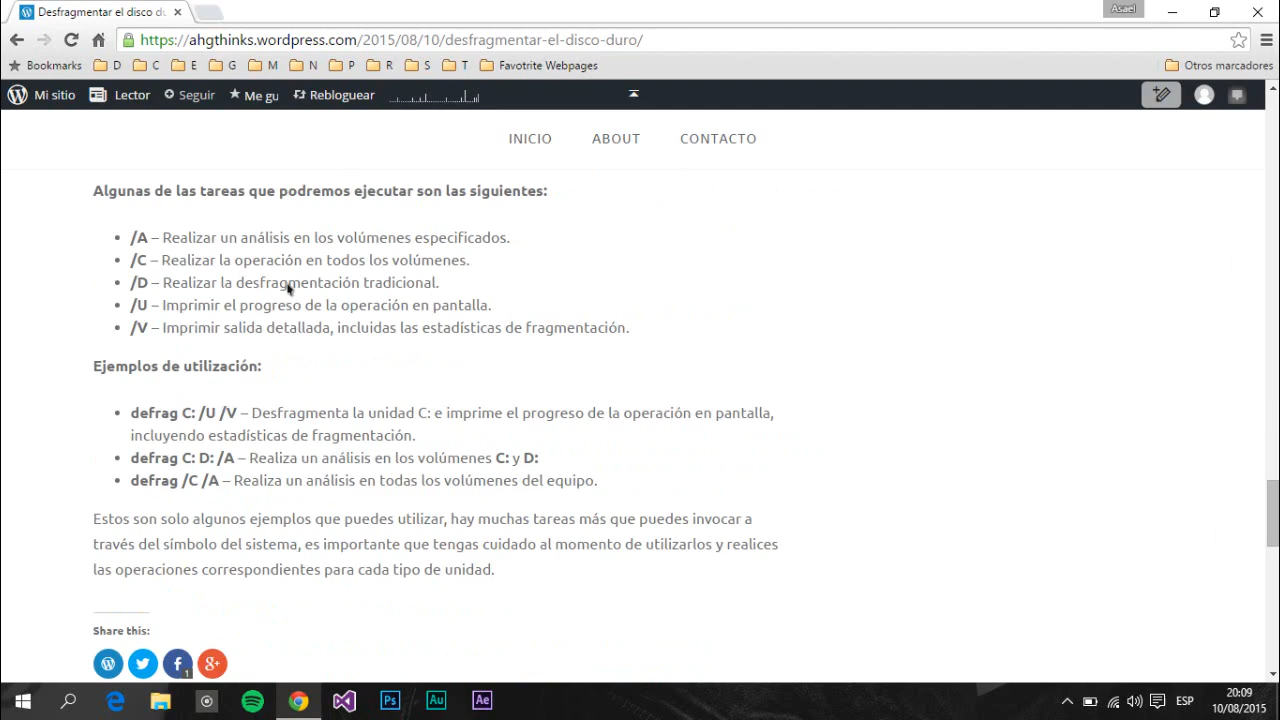 Desfragmentar el disco du
Asael
https://ahgthinks.wordpress.com/2015/08/10/desfragmentar-el-disco-duro/
Bookmarks D C E G M N P R S T Favotrite Webpages Otros marcadores
Mi sitio Lector Seguir Me gu Rebloguear
INICIO ABOUT CONTACTO
Algunas de las tareas que podremos ejecutar son las siguientes:
/A – Realizar un análisis en los volúmenes especificados.
/C – Realizar la operación en todos los volúmenes.
/D – Realizar la desfragmentación tradicional.
/U – Imprimir el progreso de la operación en pantalla.
/V – Imprimir salida detallada, incluidas las estadísticas de fragmentación.
Ejemplos de utilización:
defrag C: /U /V – Desfragmenta la unidad C: e imprime el progreso de la operación en pantalla,
incluyendo estadísticas de fragmentación.
defrag C: D: /A – Realiza un análisis en los volúmenes C: y D:
defrag /C /A – Realiza un análisis en todas los volúmenes del equipo.
Estos son solo algunos ejemplos que puedes utilizar, hay muchas tareas más que puedes invocar a
través del símbolo del sistema, es importante que tengas cuidado al momento de utilizarlos y realices
las operaciones correspondientes para cada tipo de unidad.
Share this:
1
Ps Au Ae
ESP
20:09
10/08/2015